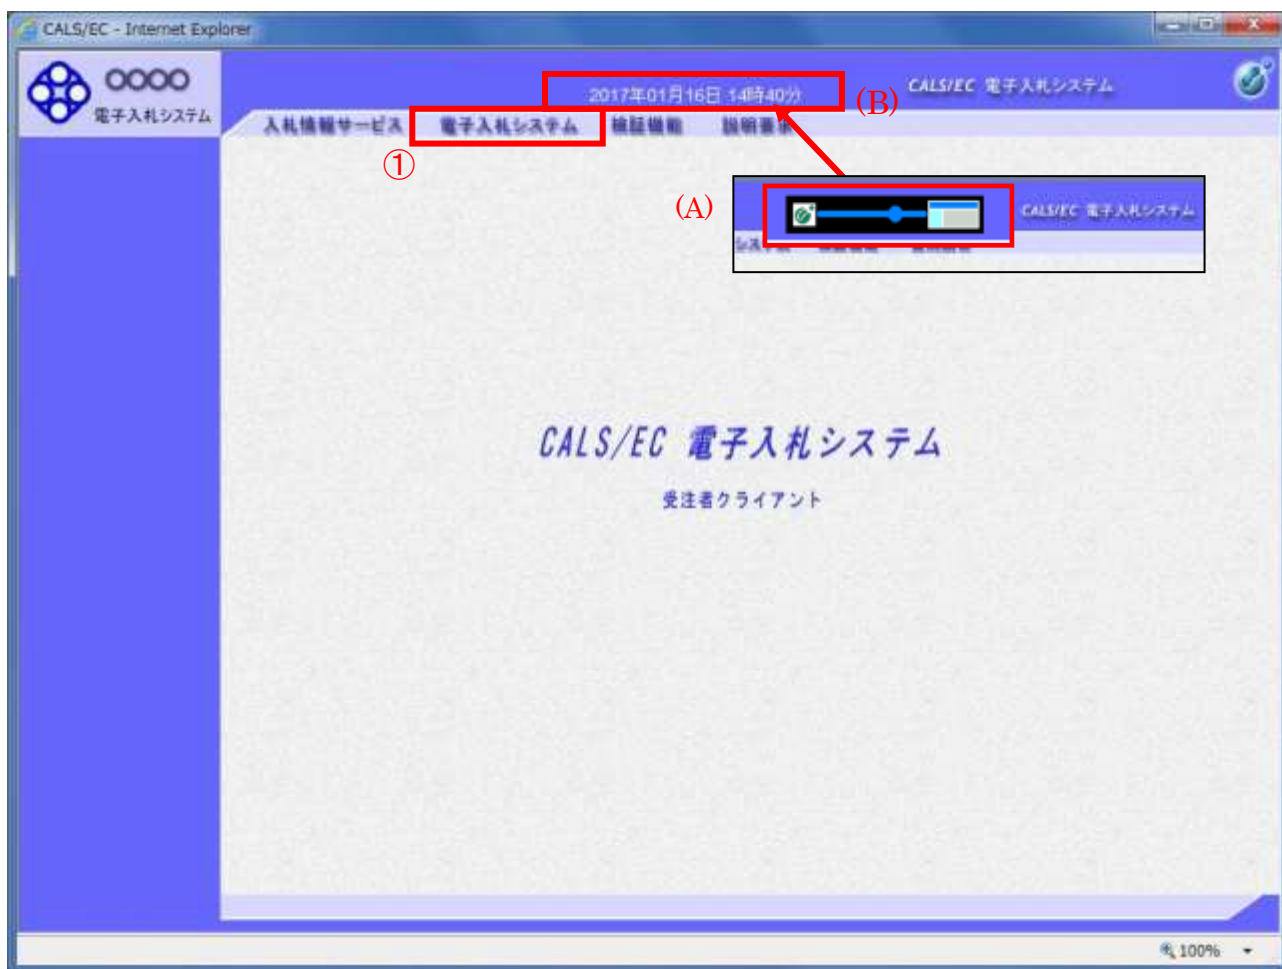 CALS/EC - Internet Explorer
○○○○
電子入札システム
2017年01月16日 14時40分
(B)
CALS/EC 電子入札システム
入札情報サービス
電子入札システム
検証機能
説明要求
①
(A)
CALS/EC 電子入札システム
CALS/EC 電子入札システム
受注者クライアント
100%